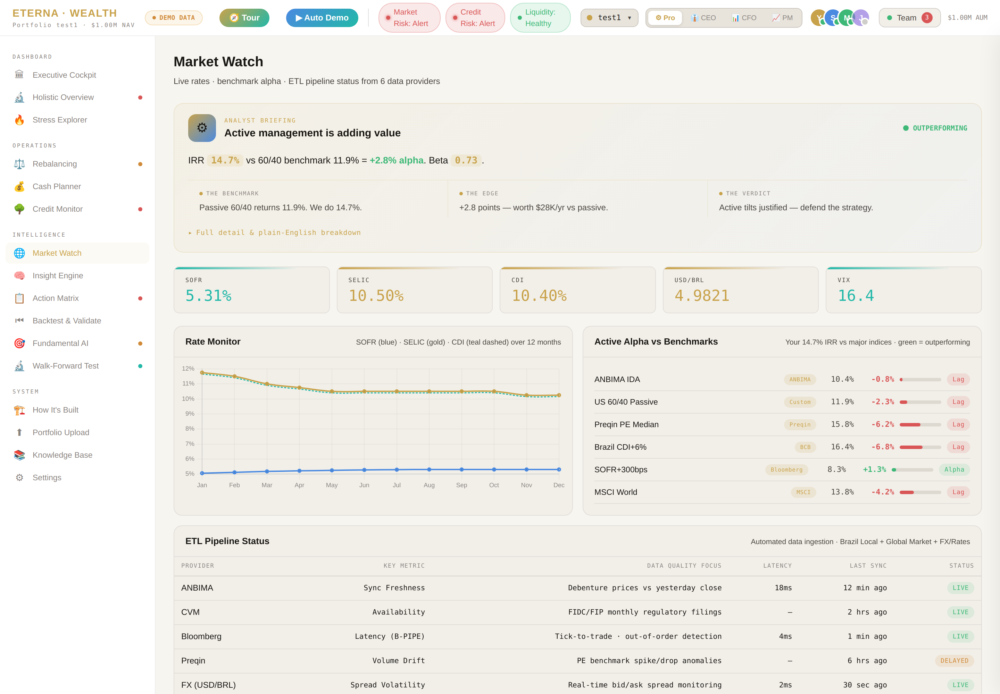 ETERNA · WEALTH
Portfolio test1 · $1.00M NAV
DEMO DATA
🧭 Tour
▶ Auto Demo
Market
Risk: Alert
Credit
Risk: Alert
Liquidity:
Healthy
test1 ▾
⚙ Pro
👔 CEO
📊 CFO
📈 PM
Y
S
M
J
Team 3
$1.00M AUM
DASHBOARD
Executive Cockpit
Holistic Overview
Stress Explorer
OPERATIONS
Rebalancing
Cash Planner
Credit Monitor
INTELLIGENCE
Market Watch
Insight Engine
Action Matrix
Backtest & Validate
Fundamental AI
Walk-Forward Test
SYSTEM
How It's Built
Portfolio Upload
Knowledge Base
Settings
Market Watch
Live rates · benchmark alpha · ETL pipeline status from 6 data providers
ANALYST BRIEFING
Active management is adding value
OUTPERFORMING
IRR 14.7% vs 60/40 benchmark 11.9% = +2.8% alpha. Beta 0.73.
THE BENCHMARK
Passive 60/40 returns 11.9%. We do 14.7%.
THE EDGE
+2.8 points — worth $28K/yr vs passive.
THE VERDICT
Active tilts justified — defend the strategy.
▸ Full detail & plain-English breakdown
SOFR
5.31%
SELIC
10.50%
CDI
10.40%
USD/BRL
4.9821
VIX
16.4
Rate Monitor
SOFR (blue) · SELIC (gold) · CDI (teal dashed) over 12 months
12%
11%
10%
9%
8%
7%
6%
5%
Jan Feb Mar Apr May Jun Jul Aug Sep Oct Nov Dec
Active Alpha vs Benchmarks
Your 14.7% IRR vs major indices · green = outperforming
ANBIMA IDA ANBIMA 10.4% -0.8% Lag
US 60/40 Passive Custom 11.9% -2.3% Lag
Preqin PE Median Preqin 15.8% -6.2% Lag
Brazil CDI+6% BCB 16.4% -6.8% Lag
SOFR+300bps Bloomberg 8.3% +1.3% Alpha
MSCI World MSCI 13.8% -4.2% Lag
ETL Pipeline Status
Automated data ingestion · Brazil Local + Global Market + FX/Rates
PROVIDER KEY METRIC DATA QUALITY FOCUS LATENCY LAST SYNC STATUS
ANBIMA Sync Freshness Debenture prices vs yesterday close 18ms 12 min ago LIVE
CVM Availability FIDC/FIP monthly regulatory filings — 2 hrs ago LIVE
Bloomberg Latency (B-PIPE) Tick-to-trade · out-of-order detection 4ms 1 min ago LIVE
Preqin Volume Drift PE benchmark spike/drop anomalies — 6 hrs ago DELAYED
FX (USD/BRL) Spread Volatility Real-time bid/ask spread monitoring 2ms 30 sec ago LIVE